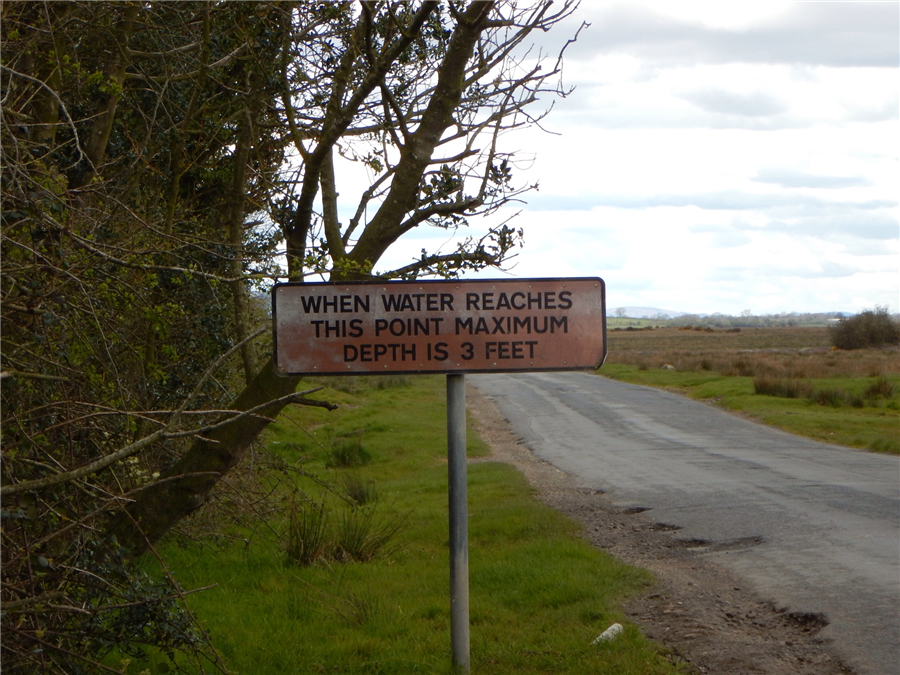 WHEN WATER REACHES
THIS POINT MAXIMUM
DEPTH IS 3 FEET